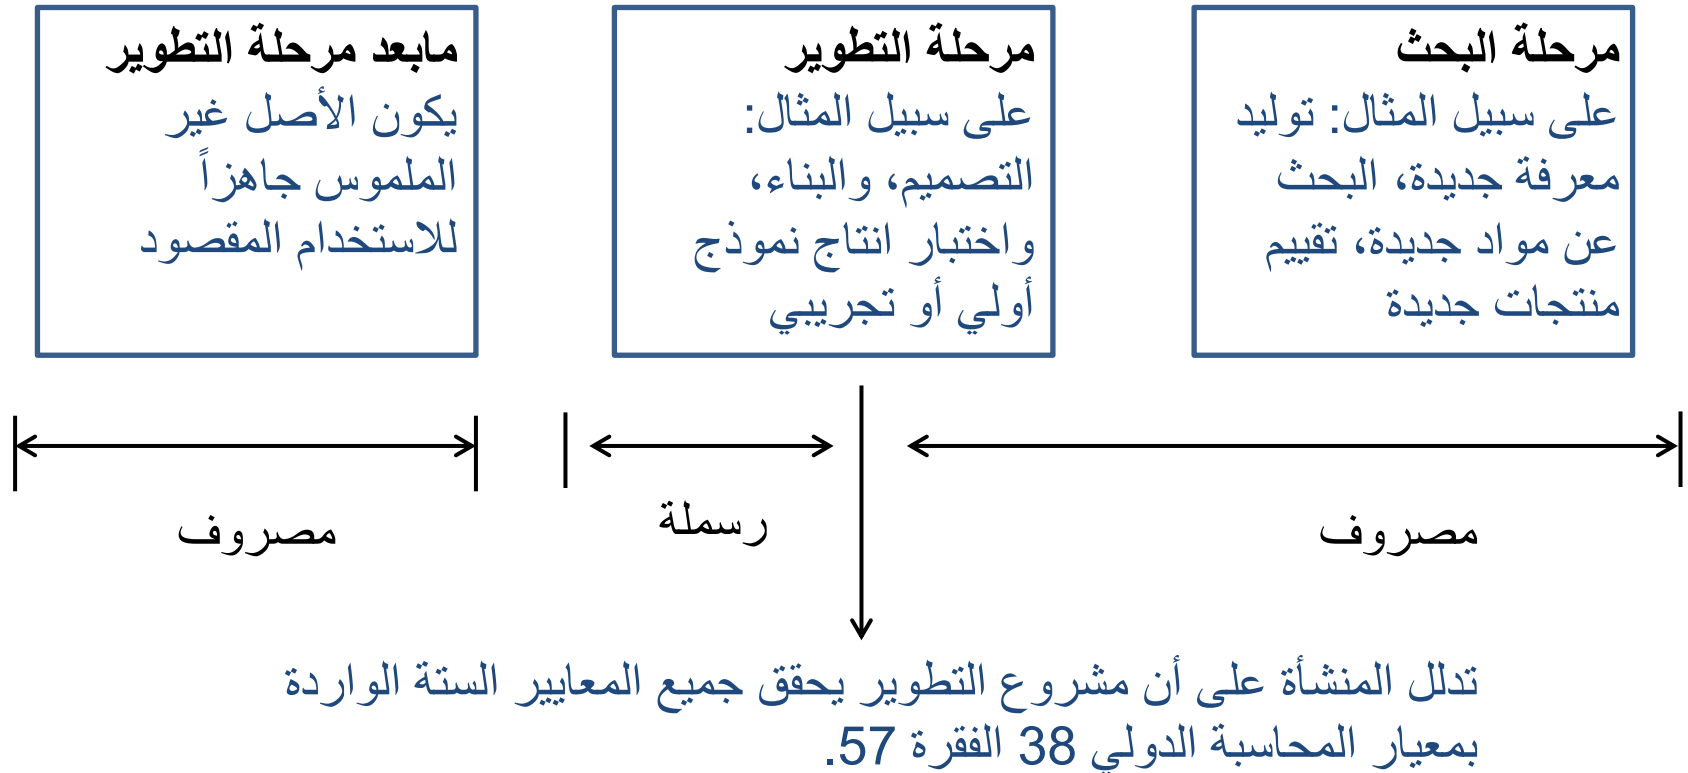 مرحلة البحث
على سبيل المثال: توليد
معرفة جديدة، البحث
عن مواد جديدة، تقييم
منتجات جديدة
مرحلة التطوير
على سبيل المثال:
التصميم، والبناء،
واختبار انتاج نموذج
أولي أو تجريبي
مابعد مرحلة التطوير
يكون الأصل غير
الملموس جاهزاً
للاستخدام المقصود
مصروف
رسملة
مصروف
تدلل المنشأة على أن مشروع التطوير يحقق جميع المعايير الستة الواردة
بمعيار المحاسبة الدولي 38 الفقرة 57.